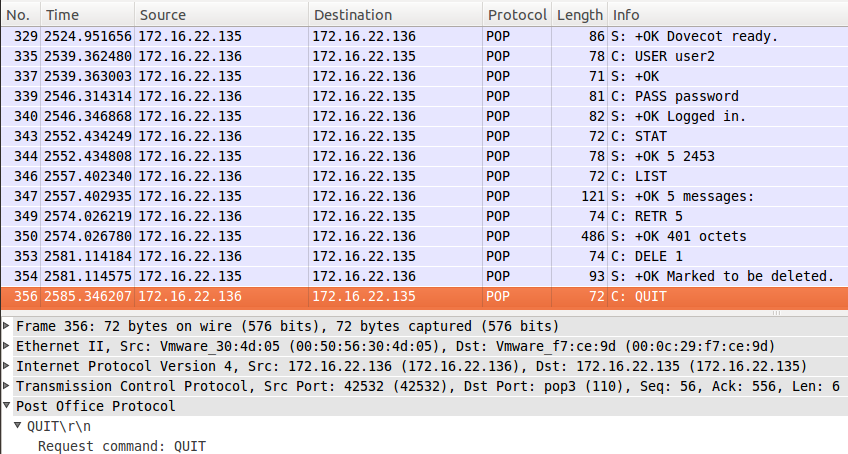 No. Time Source Destination Protocol Length Info
329 2524.951656 172.16.22.135 172.16.22.136 POP 86 S: +OK Dovecot ready.
335 2539.362480 172.16.22.136 172.16.22.135 POP 78 C: USER user2
337 2539.363003 172.16.22.135 172.16.22.136 POP 71 S: +OK
339 2546.314314 172.16.22.136 172.16.22.135 POP 81 C: PASS password
340 2546.346868 172.16.22.135 172.16.22.136 POP 82 S: +OK Logged in.
343 2552.434249 172.16.22.136 172.16.22.135 POP 72 C: STAT
344 2552.434808 172.16.22.135 172.16.22.136 POP 78 S: +OK 5 2453
346 2557.402340 172.16.22.136 172.16.22.135 POP 72 C: LIST
347 2557.402935 172.16.22.135 172.16.22.136 POP 121 S: +OK 5 messages:
349 2574.026219 172.16.22.136 172.16.22.135 POP 74 C: RETR 5
350 2574.026780 172.16.22.135 172.16.22.136 POP 486 S: +OK 401 octets
353 2581.114184 172.16.22.136 172.16.22.135 POP 74 C: DELE 1
354 2581.114575 172.16.22.135 172.16.22.136 POP 93 S: +OK Marked to be deleted.
356 2585.346207 172.16.22.136 172.16.22.135 POP 72 C: QUIT
Frame 356: 72 bytes on wire (576 bits), 72 bytes captured (576 bits)
Ethernet II, Src: Vmware_30:4d:05 (00:50:56:30:4d:05), Dst: Vmware_f7:ce:9d (00:0c:29:f7:ce:9d)
Internet Protocol Version 4, Src: 172.16.22.136 (172.16.22.136), Dst: 172.16.22.135 (172.16.22.135)
Transmission Control Protocol, Src Port: 42532 (42532), Dst Port: pop3 (110), Seq: 56, Ack: 556, Len: 6
Post Office Protocol
QUIT\r\n
Request command: QUIT